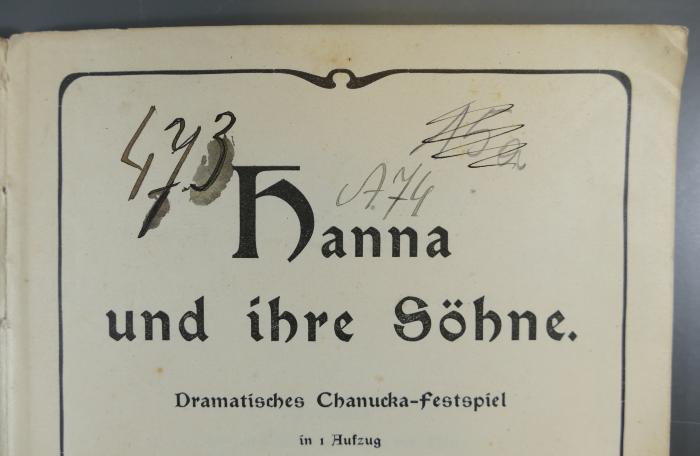 473
A.74
Hanna
und ihre Söhne.
Dramatisches Chanucka-Festspiel
in 1 Aufzug